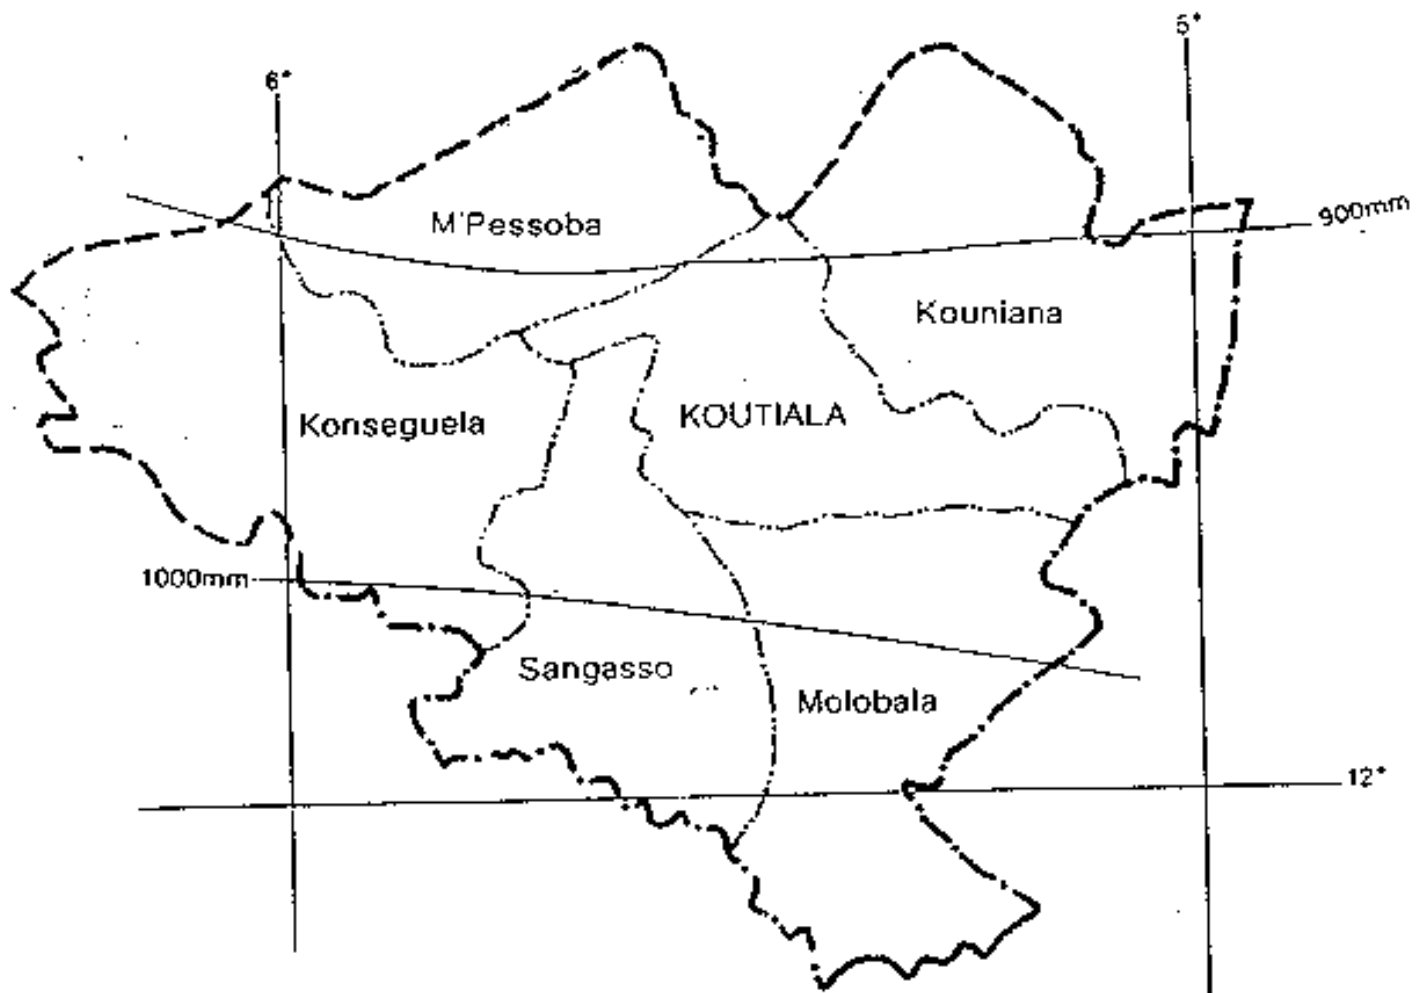 5°
6°
900mm
M'Pessoba
Kouniana
KOUTIALA
Konseguela
1000mm
Sangasso
Molobala
12°